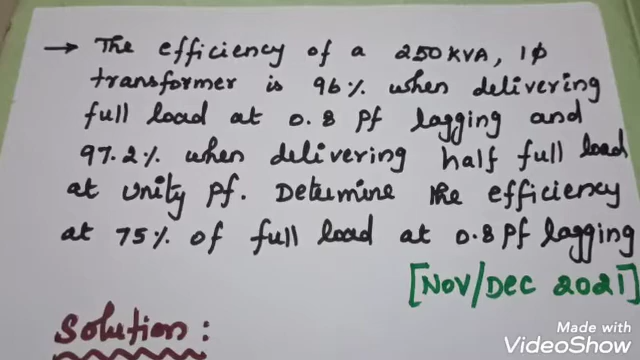 → The efficiency of a 250 KVA, 1ϕ
transformer is 96% when delivering
full load at 0.8 Pf lagging and
97.2% when delivering half full load
at unity Pf. Determine the efficiency
at 75% of full load at 0.8 Pf lagging
[NOV/DEC 2021]
Solution:
Made with
VideoShow